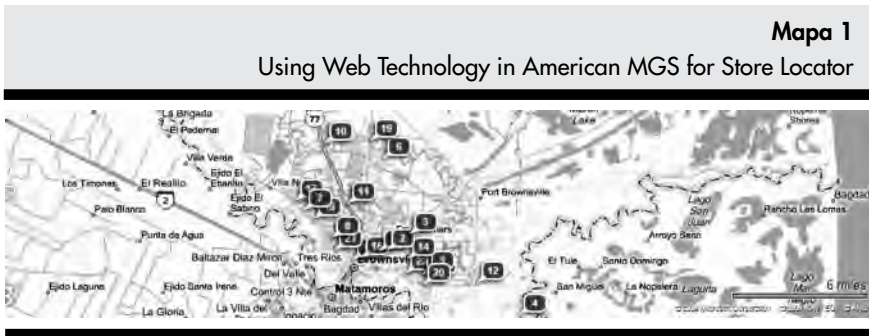 Mapa 1
Using Web Technology in American MGS for Store Locator
La Brigada
El Pedernal
77
10
19
Lake
Shores
Villa Verde
Ejido El
Los Timones
El Realito
2
11
Port Brownsville
Bagdad
Palo Blanco
Ejido El
Sabino
7
Lago
San
Juan
Rancho Las Lomas
Punta de Agua
3
Arroyo Seco
Baltazar Diaz Miron
Tres Rios
2
14
El Tule
Santo Domingo
Del Valle
20
12
Ejido Laguna
Ejido Santa Irene
Control 3 Nte
Matamoros
San Miguel
La Nopalera
Laguna
Lago
6 miles
La Gloria
La Villa del
Bagdad
Villas del Rio
4